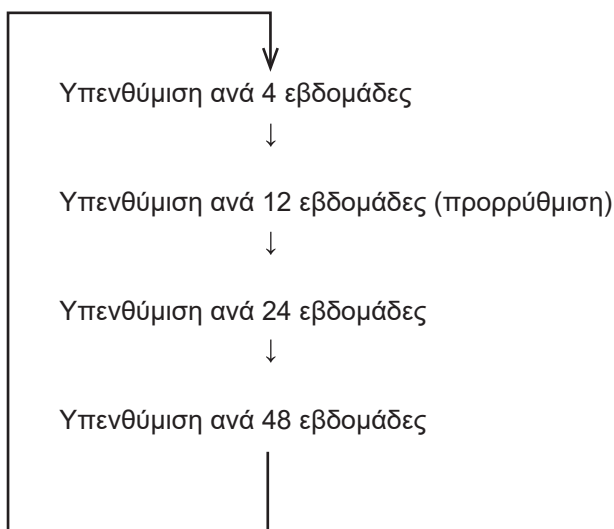 Υπενθύμιση ανά 4 εβδομάδες
↓
Υπενθύμιση ανά 12 εβδομάδες (προρρύθμιση)
↓
Υπενθύμιση ανά 24 εβδομάδες
↓
Υπενθύμιση ανά 48 εβδομάδες